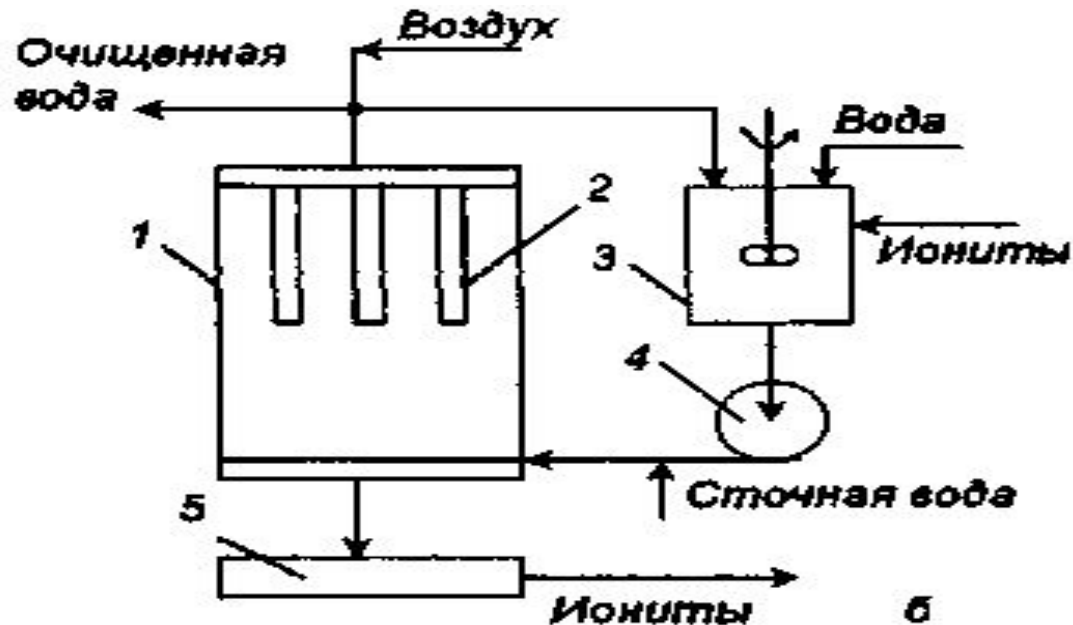 Воздух
Очищенная
вода
Вода
1
2
3
Иониты
4
5
Сточная вода
Иониты
б